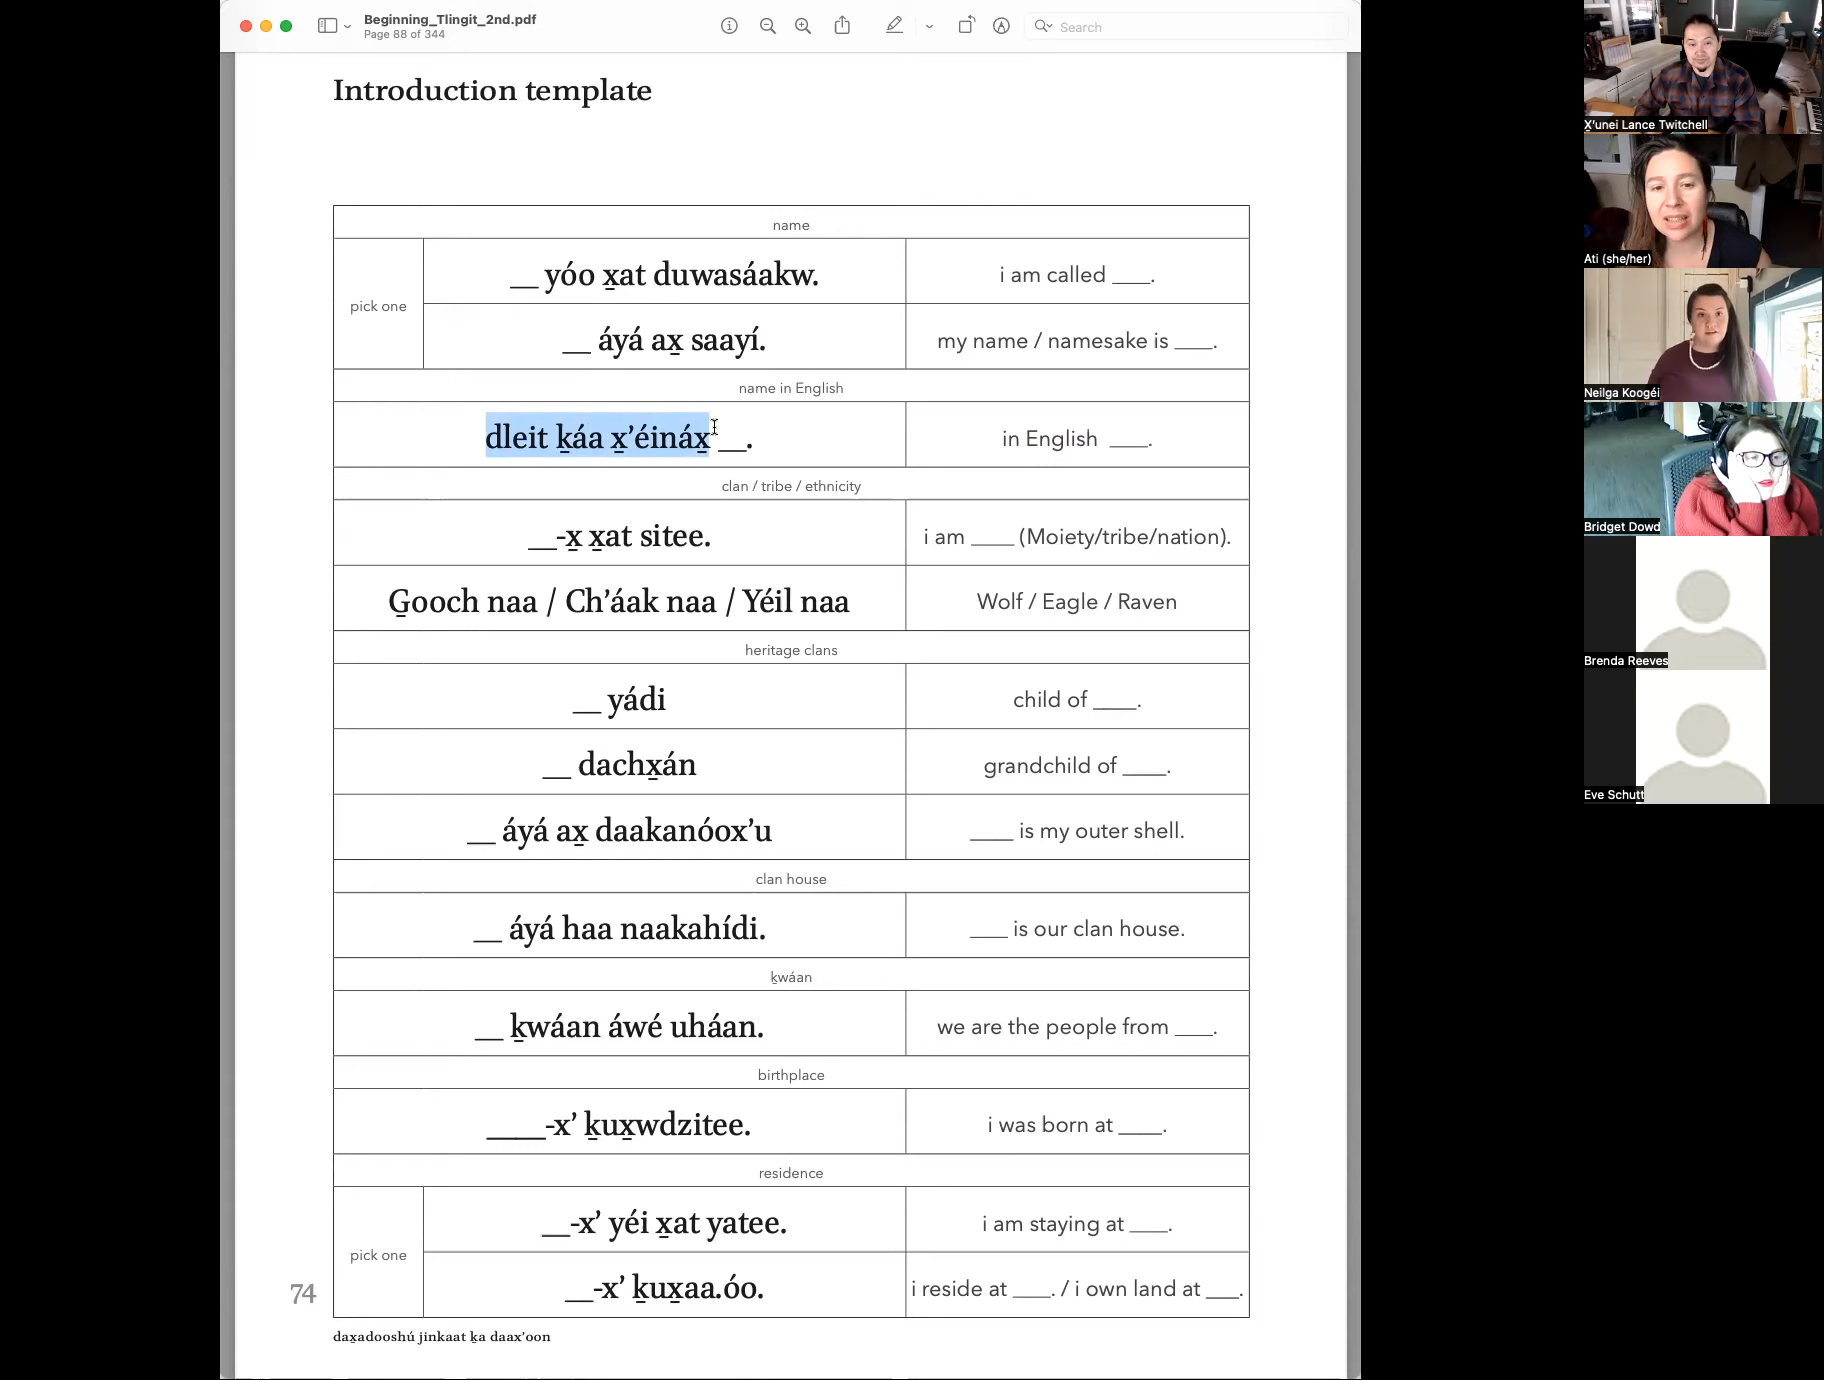 Beginning_Tlingit_2nd.pdf
Page 88 of 344
Search
Introduction template
name
pick one
__ yóo x̱at duwasáakw.
i am called ____.
__ áyá ax̱ saayí.
my name / namesake is ____.
name in English
dleit ḵáa x̱’éináx̱ __.
in English ____.
clan / tribe / ethnicity
__-x̱ x̱at sitee.
i am ____ (Moiety/tribe/nation).
G̱ooch naa / Ch’áak naa / Yéil naa
Wolf / Eagle / Raven
heritage clans
__ yádi
child of ____.
__ dachx̱án
grandchild of ____.
__ áyá ax̱ daakanóox’u
____ is my outer shell.
clan house
__ áyá haa naakahídi.
____ is our clan house.
ḵwáan
__ ḵwáan áwé uháan.
we are the people from ____.
birthplace
____-x’ ḵux̱wdzitee.
i was born at ____.
residence
pick one
__-x’ yéi x̱at yatee.
i am staying at ____.
__-x’ ḵux̱aa.óo.
i reside at ____. / i own land at ___.
74
dax̱adooshú jinkaat ḵa daax’oon
X̱’unei Lance Twitchell
Ati (she/her)
Neilga Koogéi
Bridget Dowd
Brenda Reeves
Eve Schutt